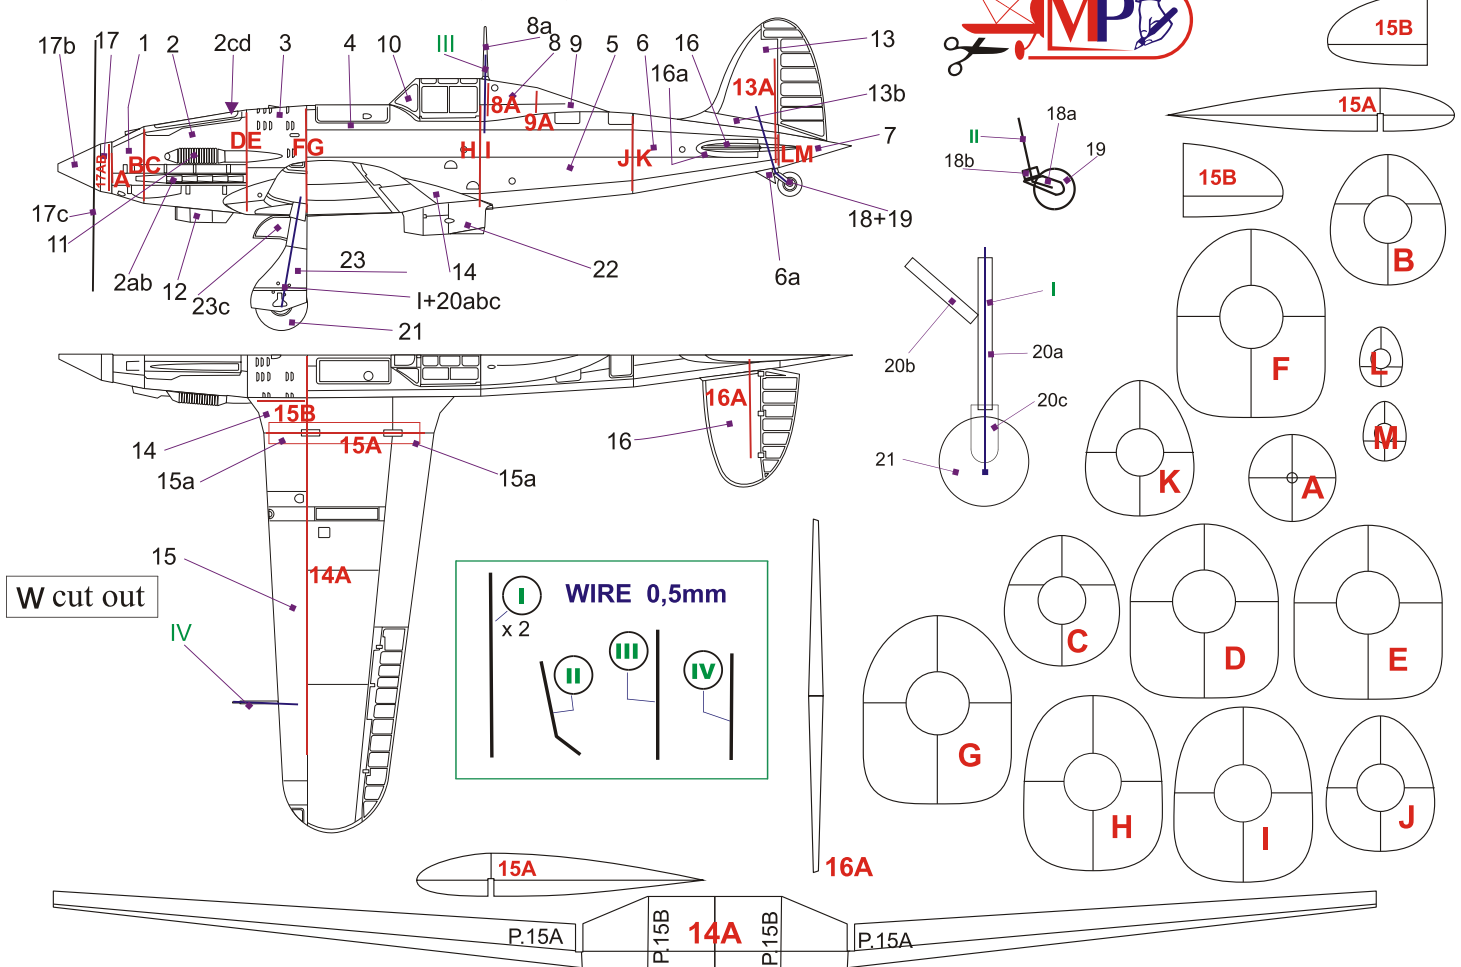 MP
17b
17
1
2
2cd
3
4
10
III
8a
8
9
5
6
16
16a
13
13A
13b
7
15B
15A
II
18a
18b
19
15B
B
8A
9A
DE
FG
H
I
J
K
LM
BC
A
17AB
17c
11
2ab
12
23c
23
I+20abc
21
14
22
6a
18+19
I
20b
20a
20c
21
F
L
M
K
A
15B
15A
14
15a
15a
16A
16
15
14A
W cut out
IV
I
x 2
WIRE 0,5mm
II
III
IV
C
D
E
G
H
I
J
16A
15A
P.15A
P.15B
14A
P.15B
P.15A